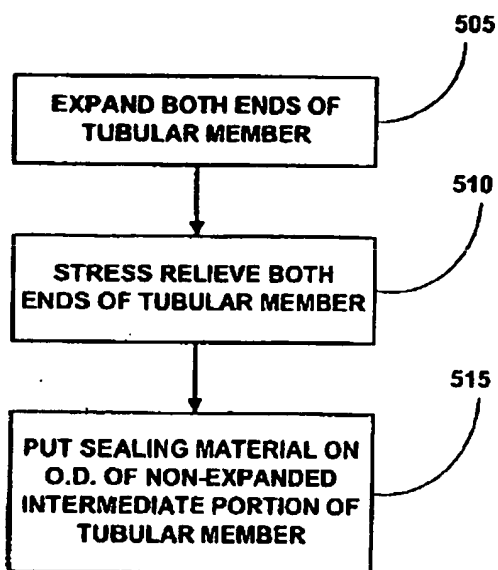 505
EXPAND BOTH ENDS OF
TUBULAR MEMBER
510
STRESS RELIEVE BOTH
ENDS OF TUBULAR MEMBER
515
PUT SEALING MATERIAL ON
O.D. OF NON-EXPANDED
INTERMEDIATE PORTION OF
TUBULAR MEMBER